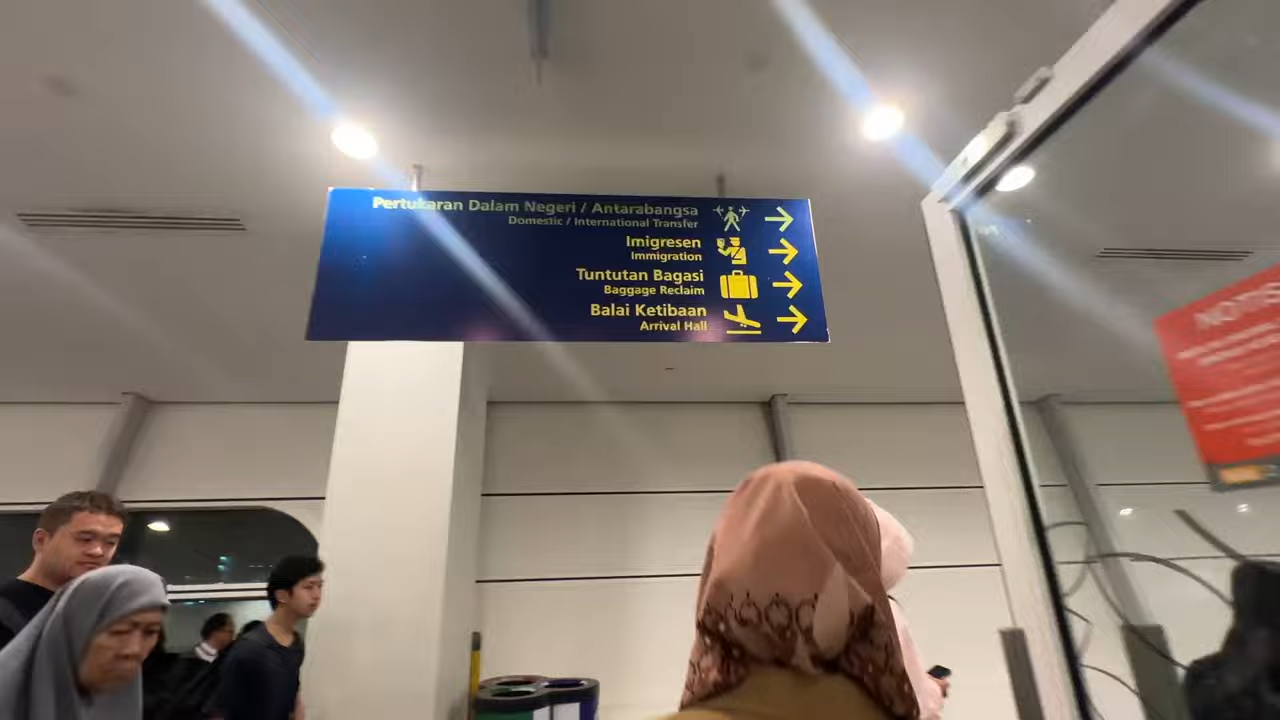 Pertukaran Dalam Negeri / Antarabangsa
Domestic / International Transfer
Imigresen
Immigration
Tuntutan Bagasi
Baggage Reclaim
Balai Ketibaan
Arrival Hall